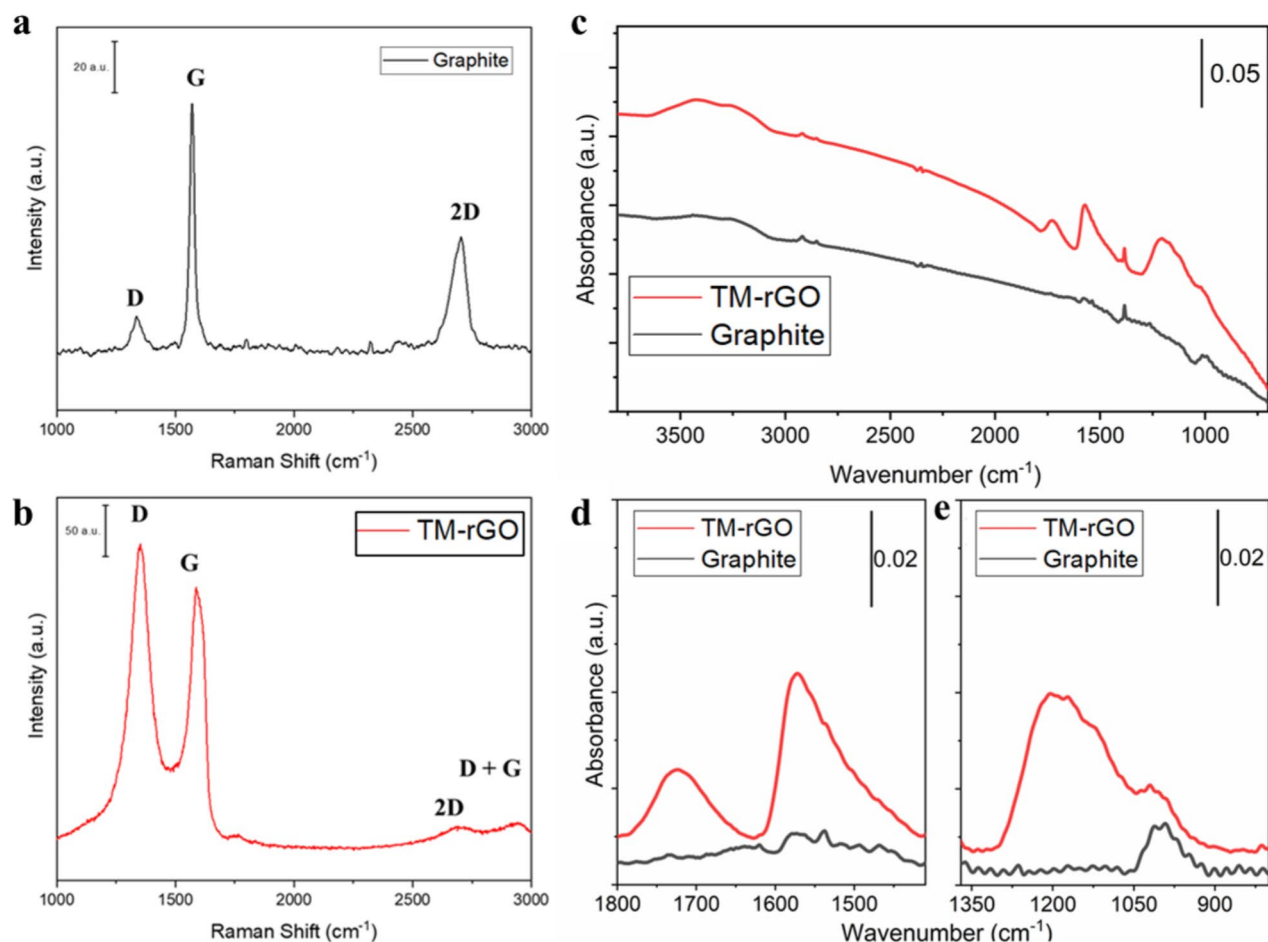 a
20 a.u.
Graphite
G
D
2D
Intensity (a.u.)
1000 1500 2000 2500 3000
Raman Shift (cm⁻¹)
b
50 a.u.
D
TM-rGO
G
D + G
2D
Intensity (a.u.)
1000 1500 2000 2500 3000
Raman Shift (cm⁻¹)
c
0.05
Absorbance (a.u.)
TM-rGO
Graphite
3500 3000 2500 2000 1500 1000
Wavenumber (cm⁻¹)
d
TM-rGO
Graphite
0.02
Absorbance (a.u.)
1800 1700 1600 1500
Wavenumber (cm⁻¹)
e
TM-rGO
Graphite
0.02
1350 1200 1050 900
Wavenumber (cm⁻¹)